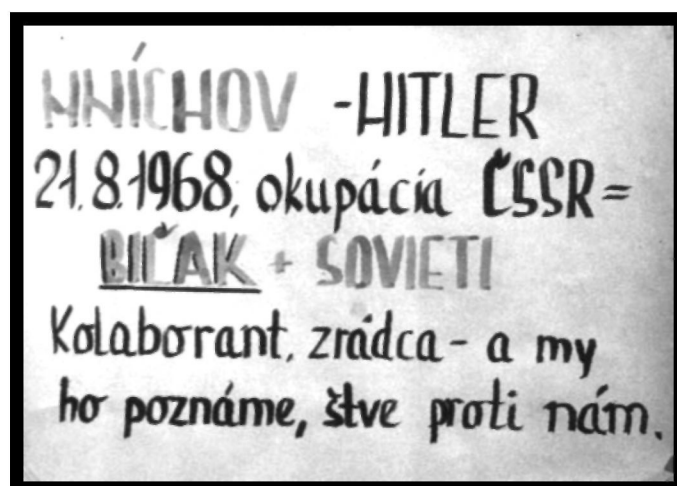 MNÍCHOV - HITLER
21.8.1968, okupácia ČSSR =
BIĽAK + SOVIETI
Kolaborant, zrádca - a my
ho poznáme, štve proti nám.